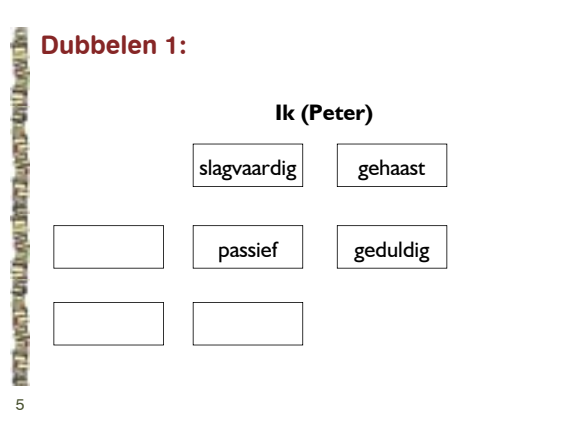 Dubbelen 1:
Ik (Peter)
slagvaardig gehaast
passief geduldig
5